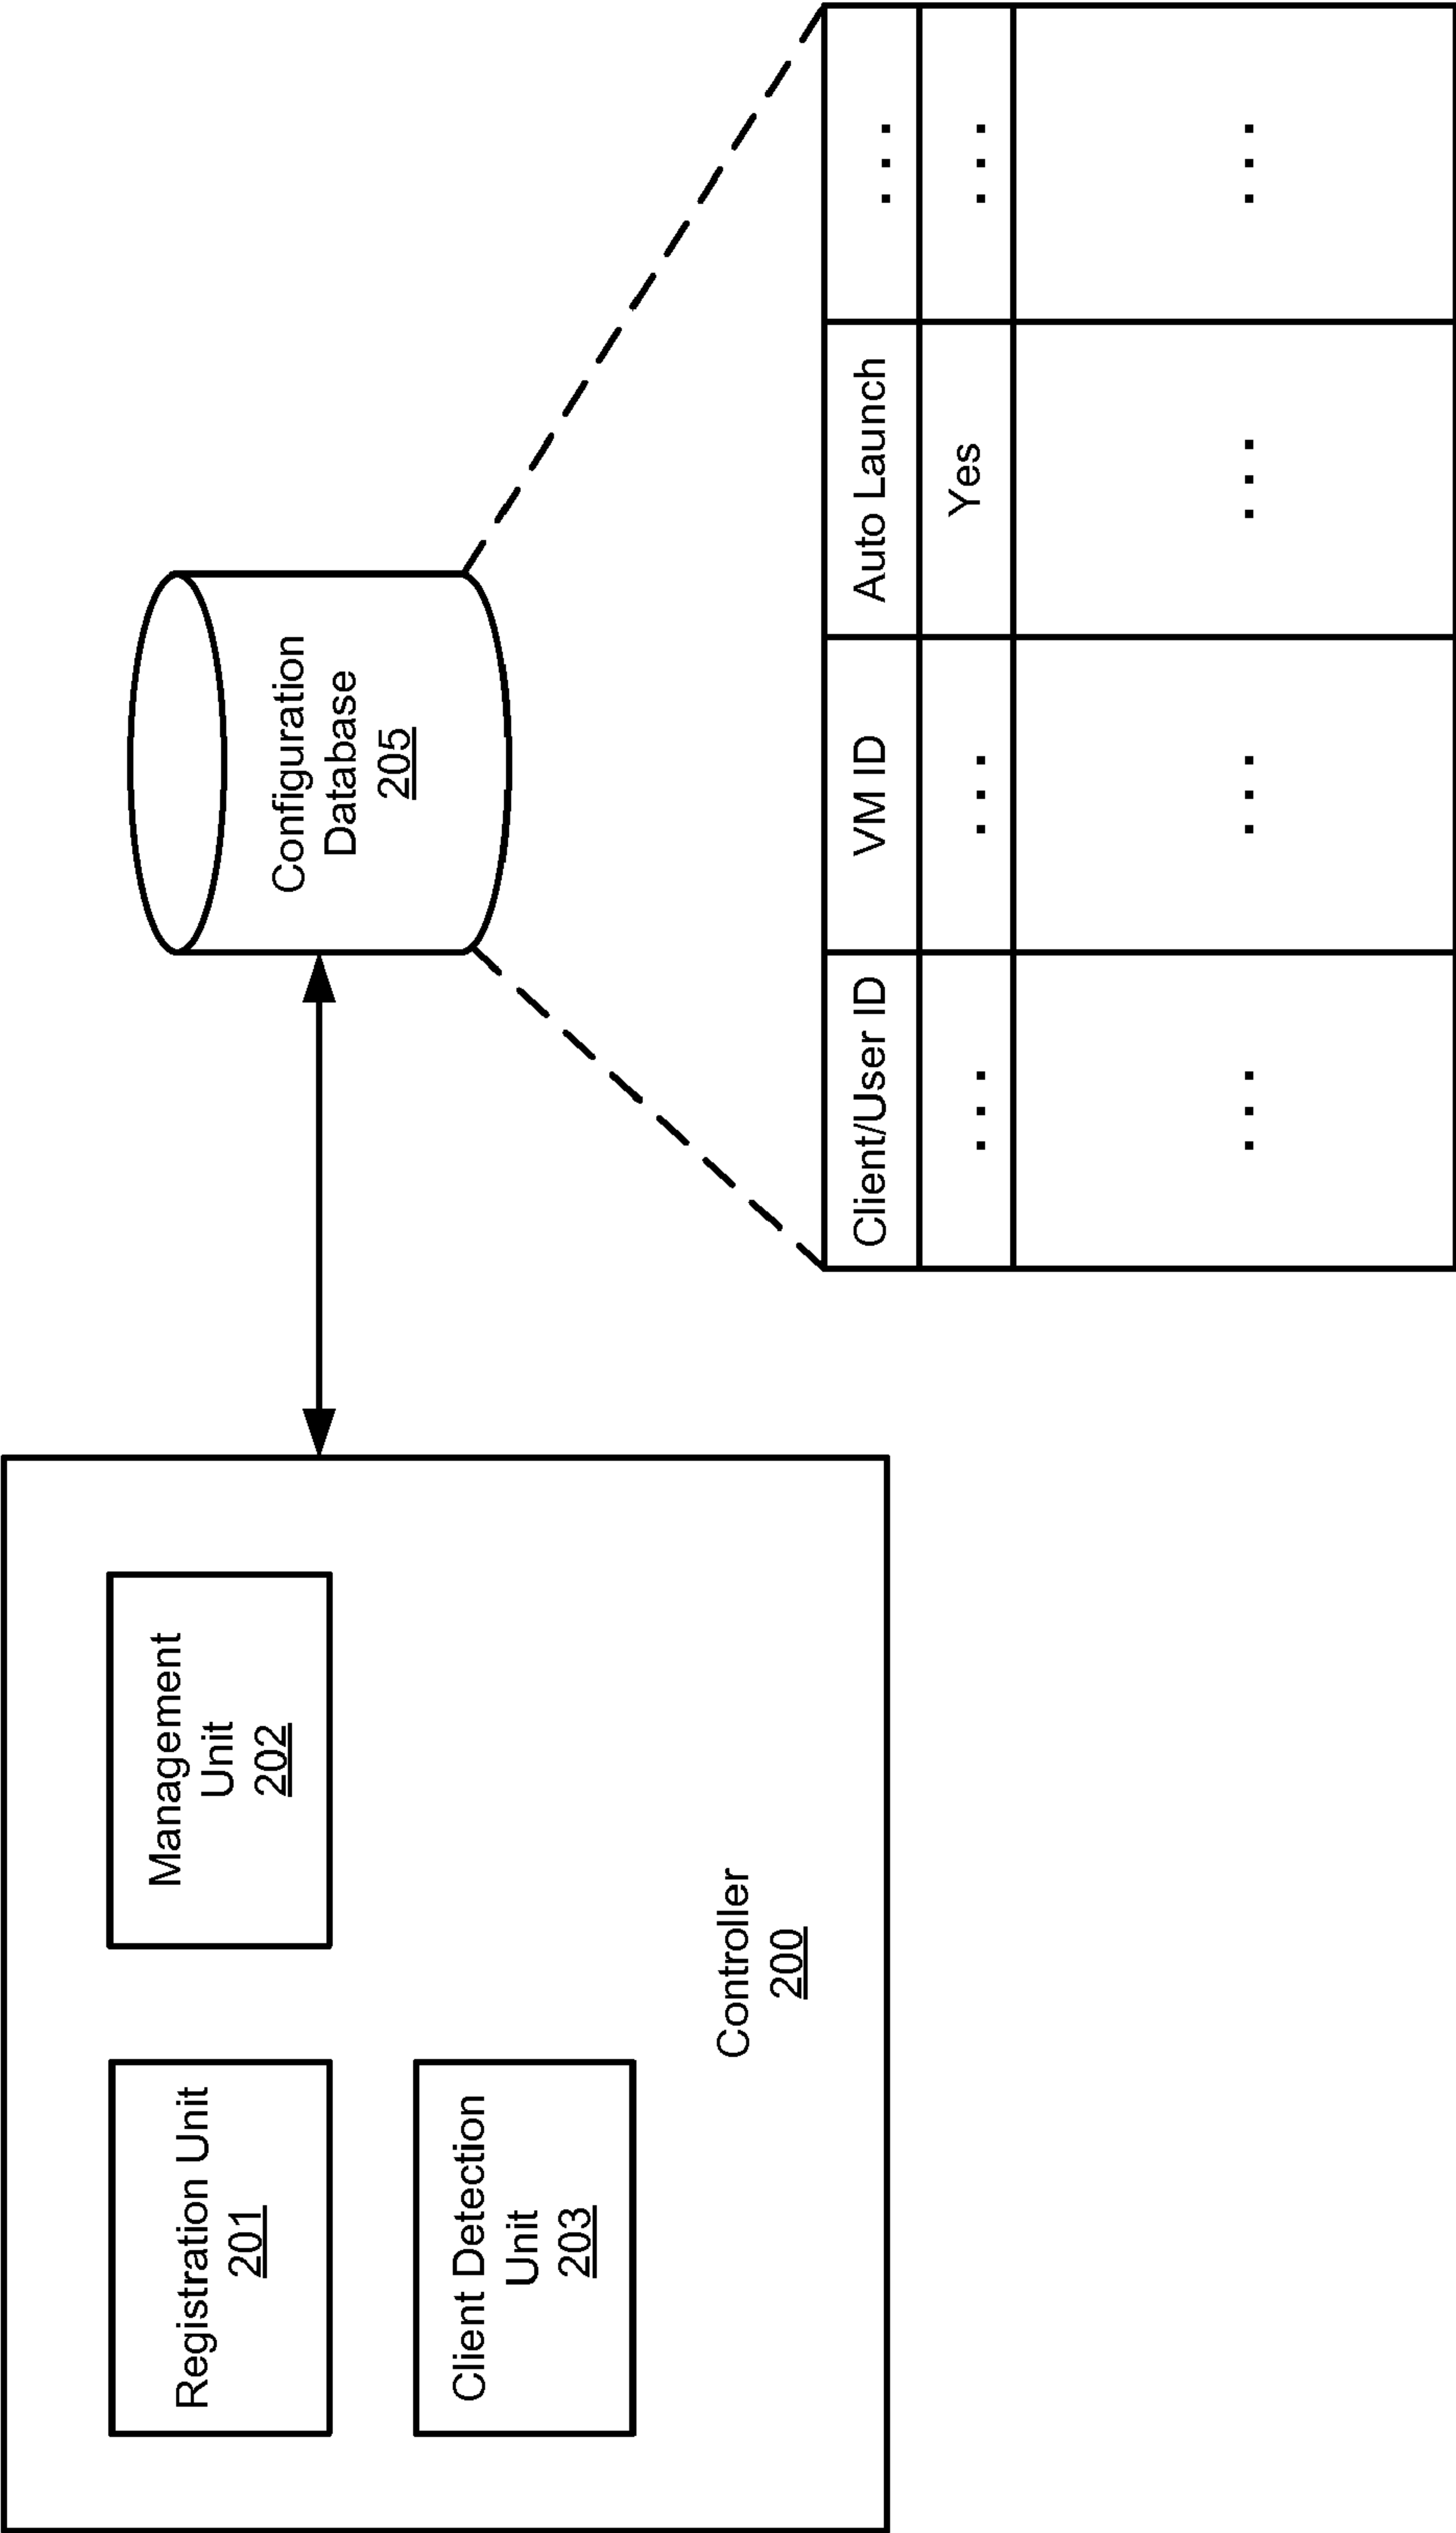 Registration Unit
201
Management
Unit
202
Client Detection
Unit
203
Controller
200
Configuration
Database
205
Client/User ID
VM ID
Auto Launch
. . .
. . .
. . .
Yes
. . .
. . .
. . .
. . .
. . .